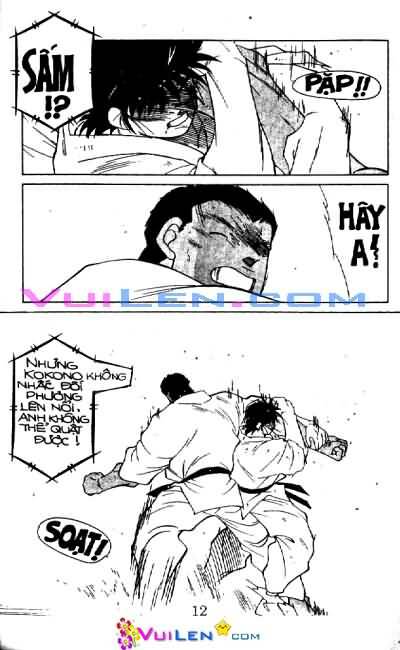 SẤM
!?
PẶP!!
HÂY
A!
VuiLen.com
NHƯNG
KOKONO KHÔNG
NHẤC ĐỐI
PHƯƠNG
LÊN NỔI,
ANH KHÔNG
THỂ QUẬT
ĐƯỢC!
SOẠT!
12
VuiLen.com